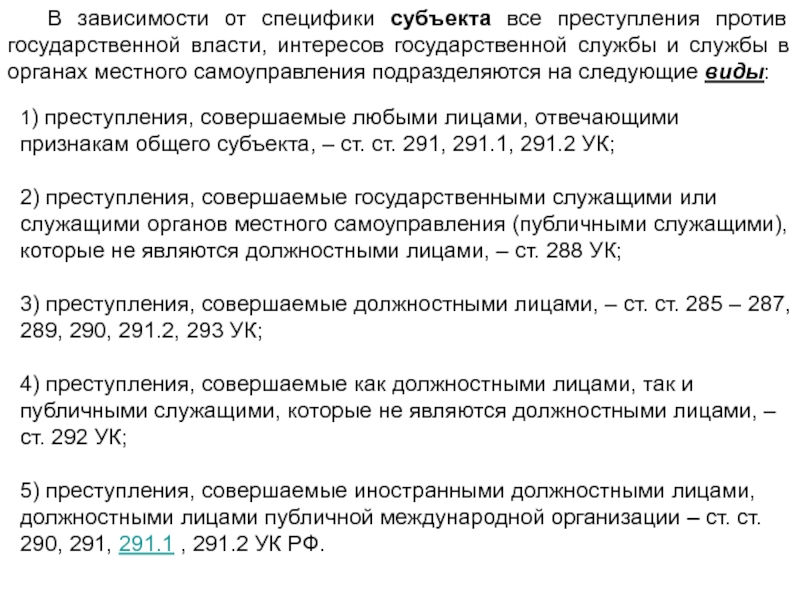 В зависимости от специфики субъекта все преступления против
государственной власти, интересов государственной службы и службы в
органах местного самоуправления подразделяются на следующие виды:
1) преступления, совершаемые любыми лицами, отвечающими
признакам общего субъекта, – ст. ст. 291, 291.1, 291.2 УК;
2) преступления, совершаемые государственными служащими или
служащими органов местного самоуправления (публичными служащими),
которые не являются должностными лицами, – ст. 288 УК;
3) преступления, совершаемые должностными лицами, – ст. ст. 285 – 287,
289, 290, 291.2, 293 УК;
4) преступления, совершаемые как должностными лицами, так и
публичными служащими, которые не являются должностными лицами, –
ст. 292 УК;
5) преступления, совершаемые иностранными должностными лицами,
должностными лицами публичной международной организации – ст. ст.
290, 291, 291.1 , 291.2 УК РФ.